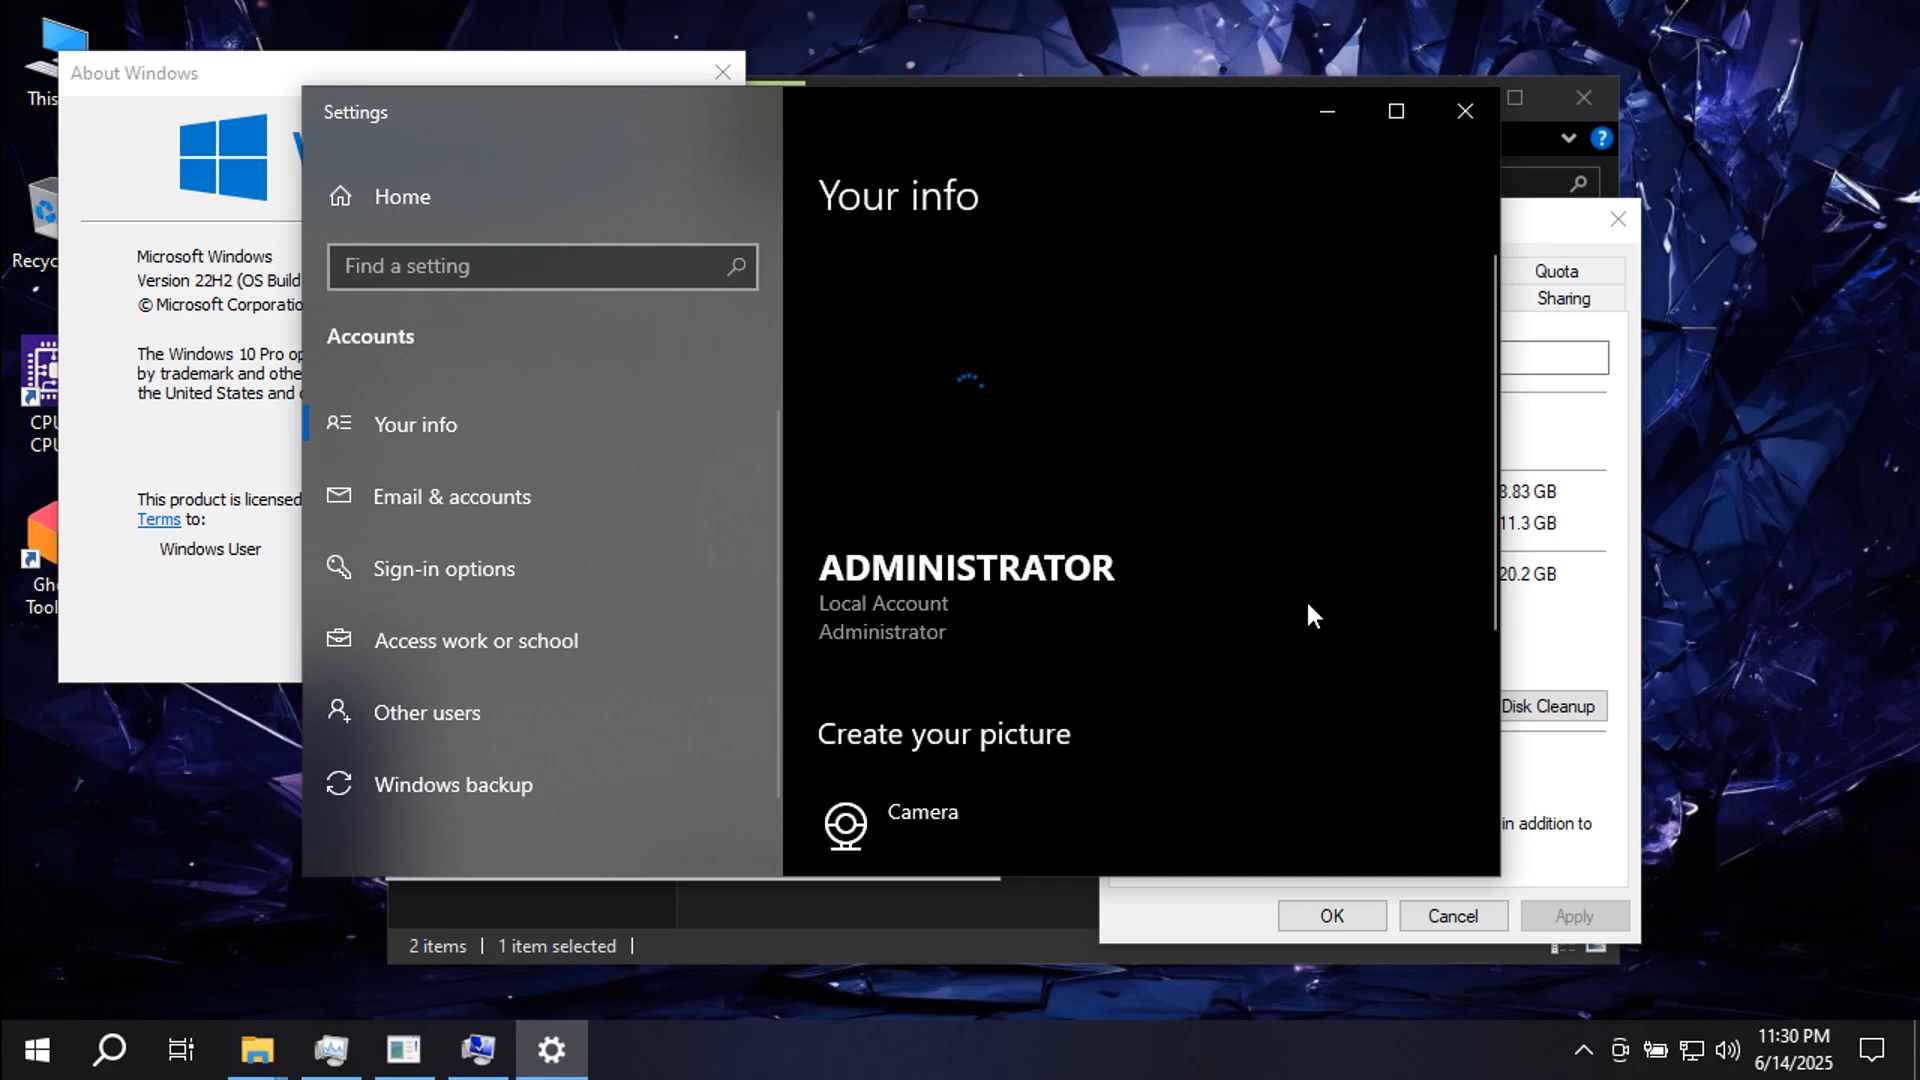 This
Recyc
CPU
CPU
Gh
Tool
About Windows
Microsoft Windows
Version 22H2 (OS Build
© Microsoft Corporatio
The Windows 10 Pro op
by trademark and othe
the United States and
This product is licensed
Terms to:
Windows User
Settings
Home
Find a setting
Accounts
Your info
Email & accounts
Sign-in options
Access work or school
Other users
Windows backup
Your info
ADMINISTRATOR
Local Account
Administrator
Create your picture
Camera
?
Quota
Sharing
3.83 GB
11.3 GB
20.2 GB
Disk Cleanup
in addition to
OK
Cancel
Apply
2 items
1 item selected
11:30 PM
6/14/2025